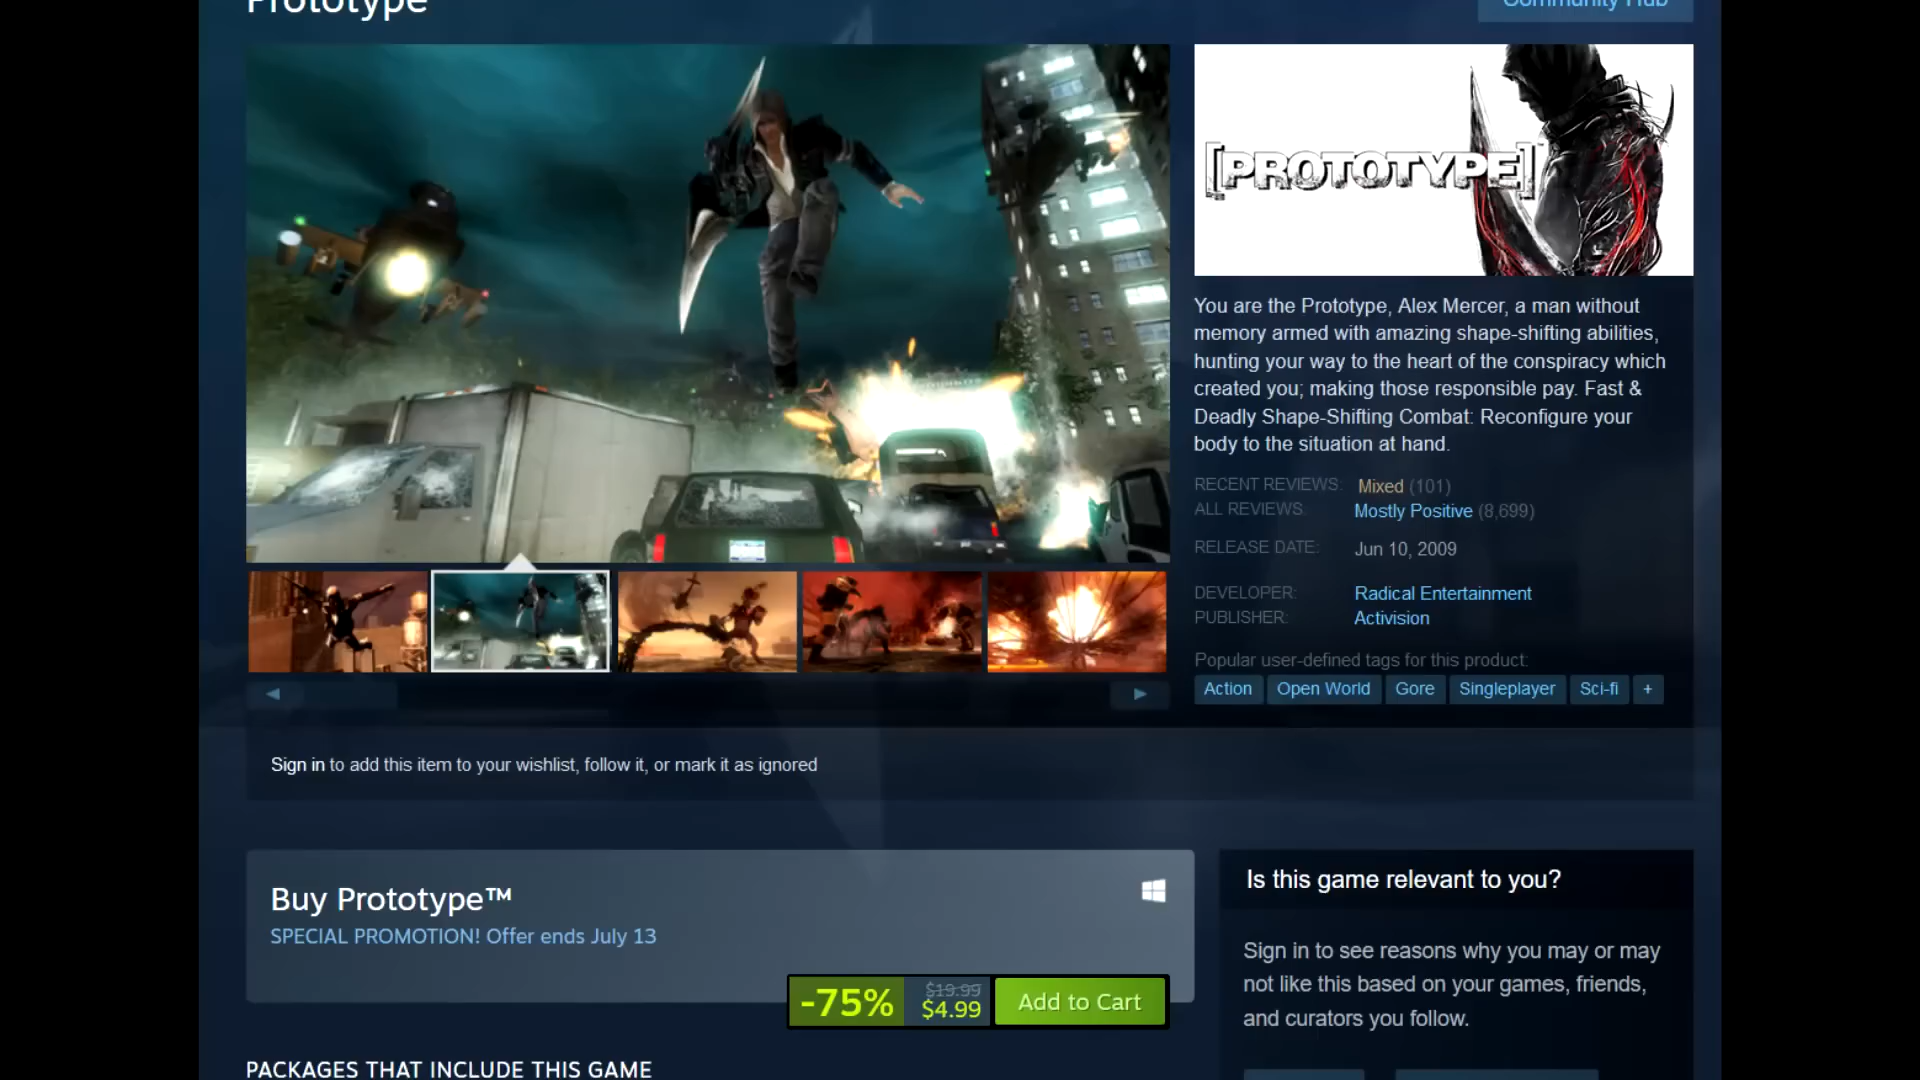 Prototype
Community Hub
[PROTOTYPE]
You are the Prototype, Alex Mercer, a man without
memory armed with amazing shape-shifting abilities,
hunting your way to the heart of the conspiracy which
created you; making those responsible pay. Fast &
Deadly Shape-Shifting Combat: Reconfigure your
body to the situation at hand.
RECENT REVIEWS: Mixed (101)
ALL REVIEWS: Mostly Positive (8,699)
RELEASE DATE: Jun 10, 2009
DEVELOPER: Radical Entertainment
PUBLISHER: Activision
Popular user-defined tags for this product:
Action Open World Gore Singleplayer Sci-fi +
Sign in to add this item to your wishlist, follow it, or mark it as ignored
Buy Prototype™
SPECIAL PROMOTION! Offer ends July 13
-75% $19.99 $4.99 Add to Cart
Is this game relevant to you?
Sign in to see reasons why you may or may
not like this based on your games, friends,
and curators you follow.
PACKAGES THAT INCLUDE THIS GAME